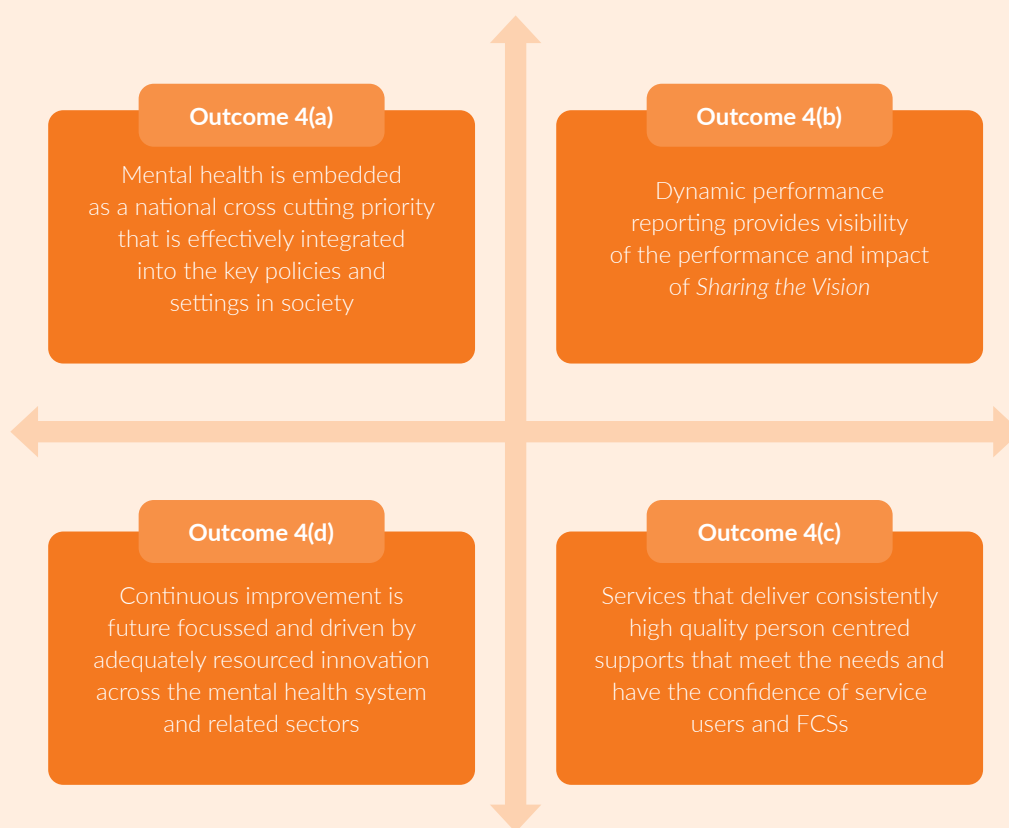 Outcome 4(a)
Mental health is embedded
as a national cross cutting priority
that is effectively integrated
into the key policies and
settings in society
Outcome 4(b)
Dynamic performance
reporting provides visibility
of the performance and impact
of Sharing the Vision
Outcome 4(d)
Continuous improvement is
future focussed and driven by
adequately resourced innovation
across the mental health system
and related sectors
Outcome 4(c)
Services that deliver consistently
high quality person centred
supports that meet the needs and
have the confidence of service
users and FCSs